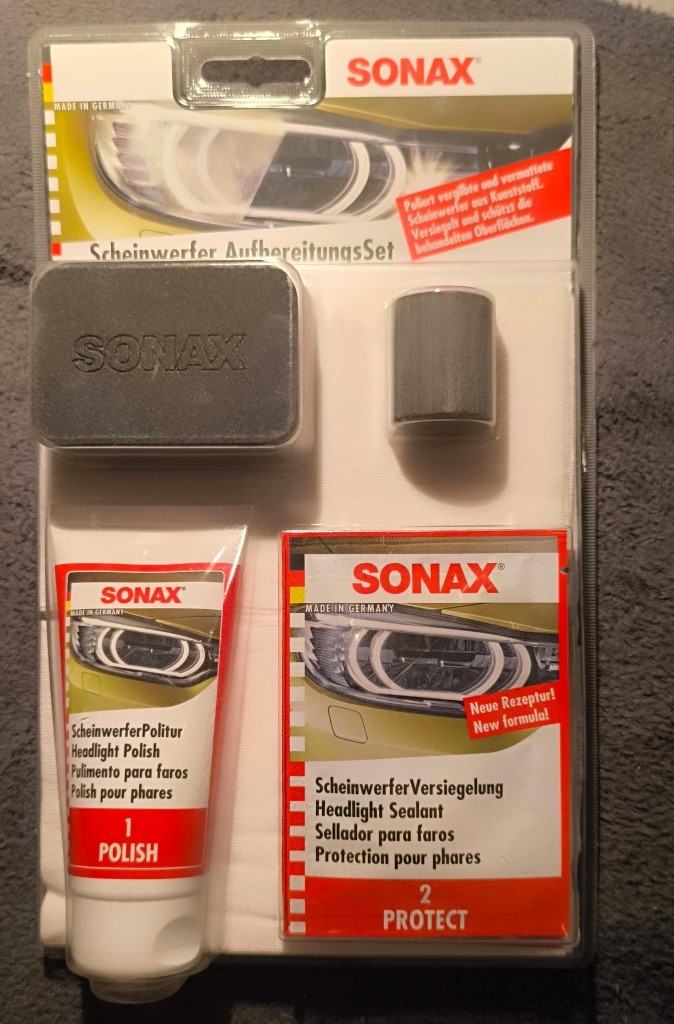 SONAX®
MADE IN GERMANY
Poliert vergilbte und vermattete
Scheinwerfer aus Kunststoff.
Versiegelt und schützt die
behandelten Oberflächen.
Scheinwerfer AufbereitungsSet
SONAX
SONAX®
MADE IN GERMANY
ScheinwerferPolitur
Headlight Polish
Pulimento para faros
Polish pour phares
1
POLISH
SONAX®
MADE IN GERMANY
Neue Rezeptur!
New formula!
ScheinwerferVersiegelung
Headlight Sealant
Sellador para faros
Protection pour phares
2
PROTECT